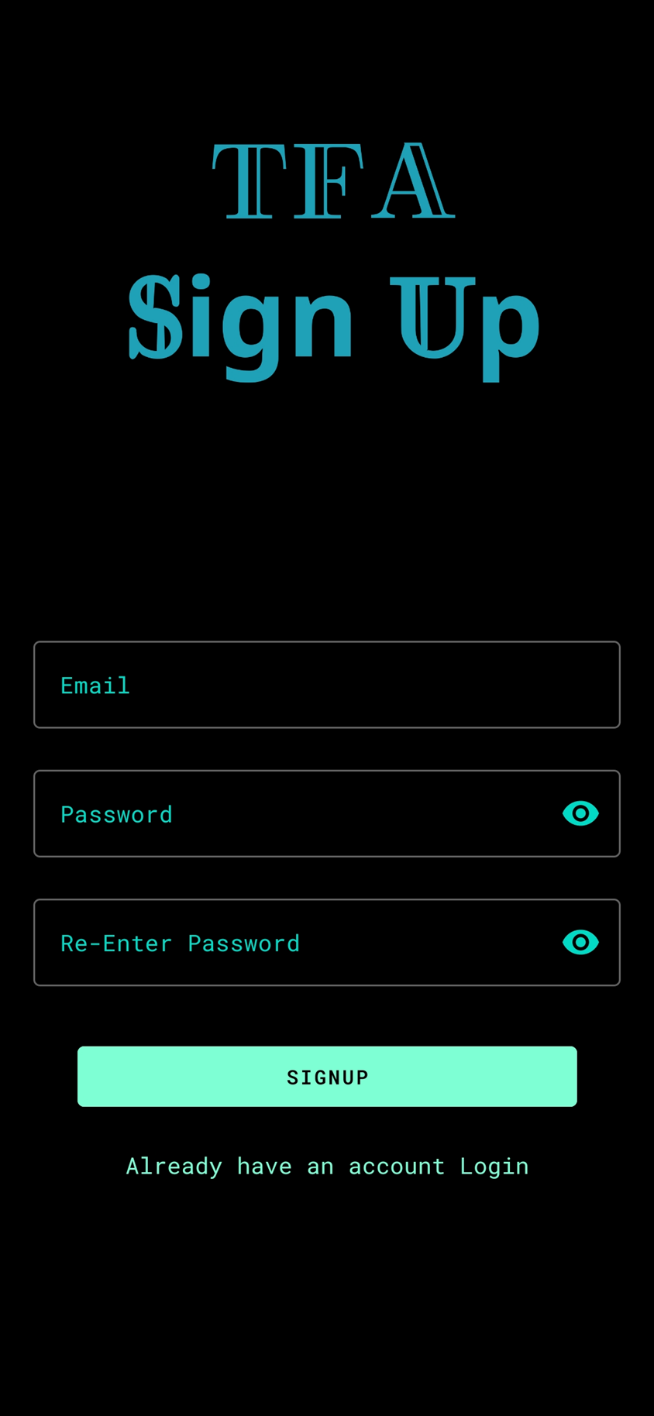 𝕋𝔽𝔸
𝕊ign 𝕌p
Email
Password
Re-Enter Password
SIGNUP
Already have an account Login